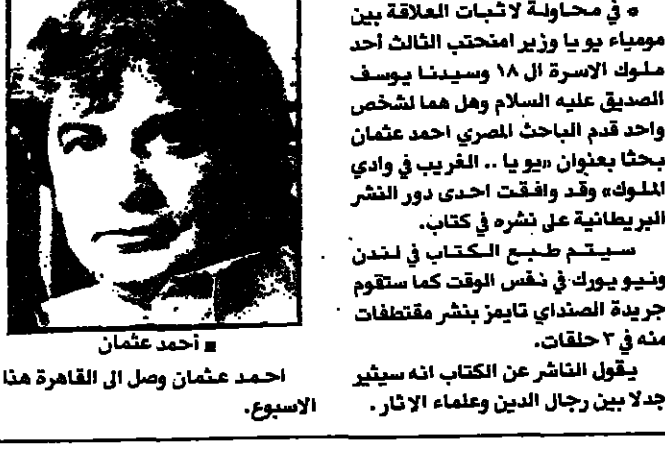 ● في محاولة لاثبات العلاقة بين
مومياء يو يا وزير امنحتب الثالث أحد
ملوك الاسرة ال ١٨ وسيدنا يوسف
الصديق عليه السلام وهل هما لشخص
واحد قدم الباحث المصري احمد عثمان
بحثا بعنوان «يو يا .. الغريب في وادي
الملوك» وقد وافقت احدى دور النشر
البريطانية على نشره في كتاب.
سيتم طبع الكتاب في لندن
ونيو يورك في نفس الوقت كما ستقوم
جريدة الصنداي تايمز بنشر مقتطفات
منه في ٣ حلقات.
يقول الناشر عن الكتاب انه سيثير
جدلا بين رجال الدين وعلماء الاثار.
■ أحمد عثمان
احمد عثمان وصل الى القاهرة هذا
الاسبوع.